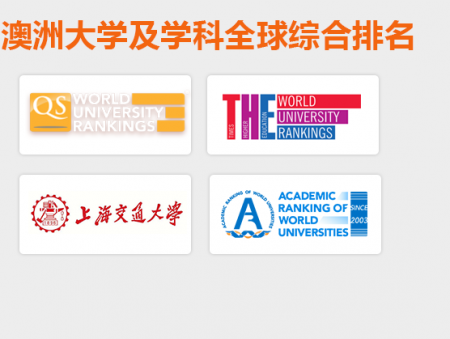 澳洲大学及学科全球综合排名
QS WORLD
UNIVERSITY
RANKINGS
THE WORLD
UNIVERSITY
RANKINGS
TIMES
HIGHER
EDUCATION
上海交通大学
ACADEMIC RANKING OF WORLD UNIVERSITIES
ACADEMIC
RANKING OF
WORLD
UNIVERSITIES
SINCE
2003